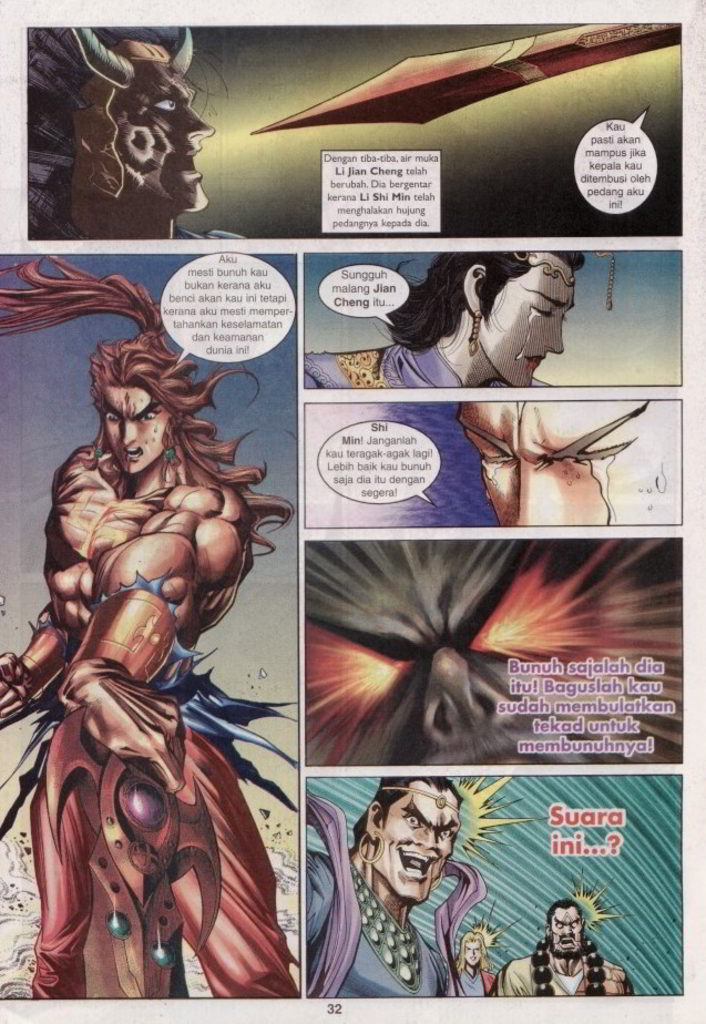 Dengan tiba-tiba, air muka
Li Jian Cheng telah
berubah. Dia bergentar
kerana Li Shi Min telah
menghalakan hujung
pedangnya kepada dia.
Kau
pasti akan
mampus jika
kepala kau
ditembusi oleh
pedang aku
ini!
Aku
mesti bunuh kau
bukan kerana aku
benci akan kau ini tetapi
kerana aku mesti memper-
tahankan keselamatan
dan keamanan
dunia ini!
Sungguh
malang Jian
Cheng itu...
Shi
Min! Janganlah
kau teragak-agak lagi!
Lebih baik kau bunuh
saja dia itu dengan
segera!
Bunuh sajalah dia
itu! Baguslah kau
sudah membulatkan
tekad untuk
membunuhnya!
Suara
ini...?
32